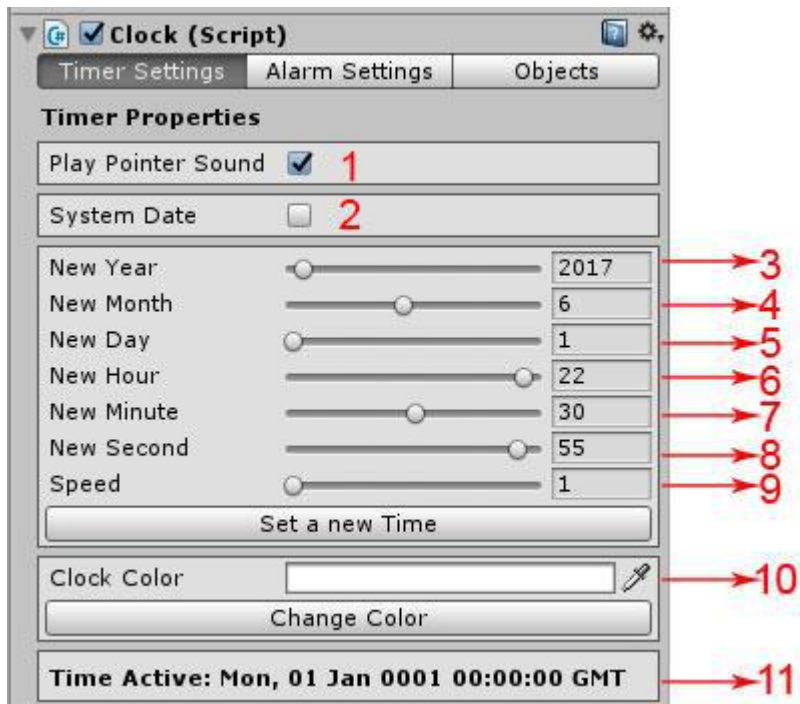 Clock (Script)
Timer Settings Alarm Settings Objects
Timer Properties
Play Pointer Sound 1
System Date 2
New Year 2017 3
New Month 6 4
New Day 1 5
New Hour 22 6
New Minute 30 7
New Second 55 8
Speed 1 9
Set a new Time
Clock Color 10
Change Color
Time Active: Mon, 01 Jan 0001 00:00:00 GMT 11